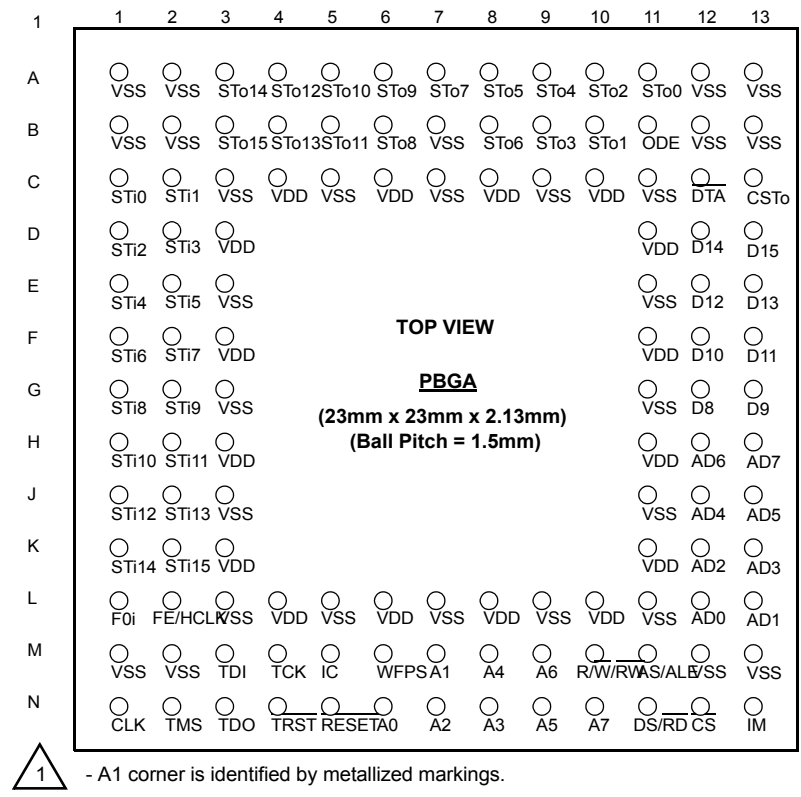 1 1 2 3 4 5 6 7 8 9 10 11 12 13
A
VSS VSS STo14 STo12 STo10 STo9 STo7 STo5 STo4 STo2 STo0 VSS VSS
B
VSS VSS STo15 STo13 STo11 STo8 VSS STo6 STo3 STo1 ODE VSS VSS
C
STi0 STi1 VSS VDD VSS VDD VSS VDD VSS VDD VSS DTA CSTo
D
STi2 STi3 VDD VDD D14 D15
E
STi4 STi5 VSS VSS D12 D13
TOP VIEW
F
STi6 STi7 VDD VDD D10 D11
PBGA
G
STi8 STi9 VSS VSS D8 D9
(23mm x 23mm x 2.13mm)
(Ball Pitch = 1.5mm)
H
STi10 STi11 VDD VDD AD6 AD7
J
STi12 STi13 VSS VSS AD4 AD5
K
STi14 STi15 VDD VDD AD2 AD3
L
F0i FE/HCLK VSS VDD VSS VDD VSS VDD VSS VDD VSS AD0 AD1
M
VSS VSS TDI TCK IC WFPS A1 A4 A6 R/W/RW AS/ALE VSS VSS
N
CLK TMS TDO TRST RESET A0 A2 A3 A5 A7 DS/RD CS IM
1 - A1 corner is identified by metallized markings.